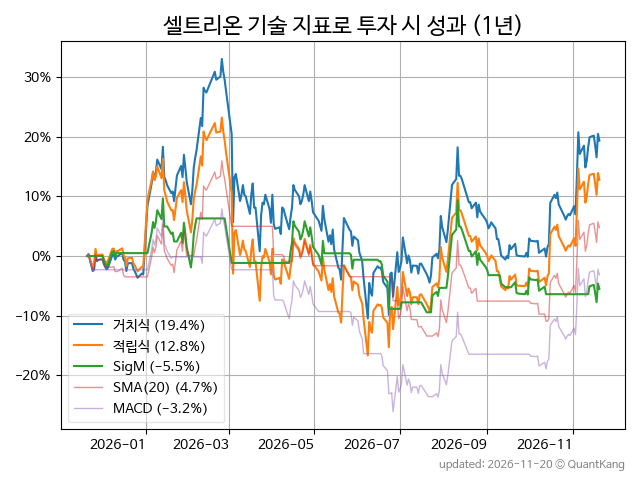 셀트리온 기술 지표로 투자 시 성과 (1년)
30%
20%
10%
0%
−10%
−20%
거치식 (19.4%)
적립식 (12.8%)
SigM (−5.5%)
SMA(20) (4.7%)
MACD (−3.2%)
2026-01 2026-03 2026-05 2026-07 2026-09 2026-11
updated: 2026-11-20 © QuantKang